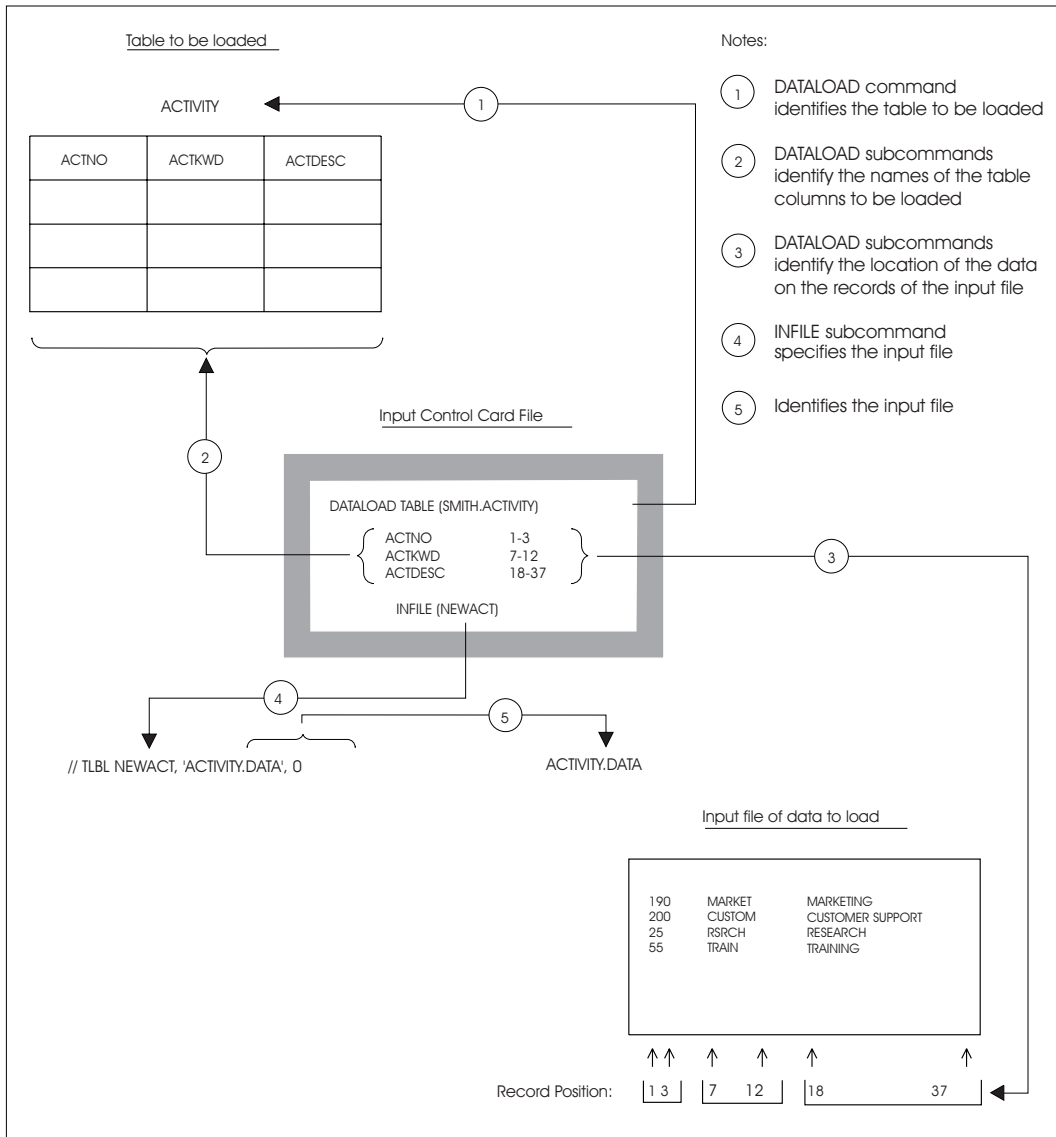 Table to be loaded
ACTIVITY
1
ACTNO ACTKWD ACTDESC
Notes:
1 DATALOAD command
identifies the table to be loaded
2 DATALOAD subcommands
identify the names of the table
columns to be loaded
3 DATALOAD subcommands
identify the location of the data
on the records of the input file
4 INFILE subcommand
specifies the input file
5 Identifies the input file
2
Input Control Card File
DATALOAD TABLE (SMITH.ACTIVITY)
ACTNO 1-3
ACTKWD 7-12
ACTDESC 18-37
INFILE (NEWACT)
3
4
5
// TLBL NEWACT, 'ACTIVITY.DATA', 0
ACTIVITY.DATA
Input file of data to load
190 MARKET MARKETING
200 CUSTOM CUSTOMER SUPPORT
25 RSRCH RESEARCH
55 TRAIN TRAINING
Record Position: 1 3 7 12 18 37